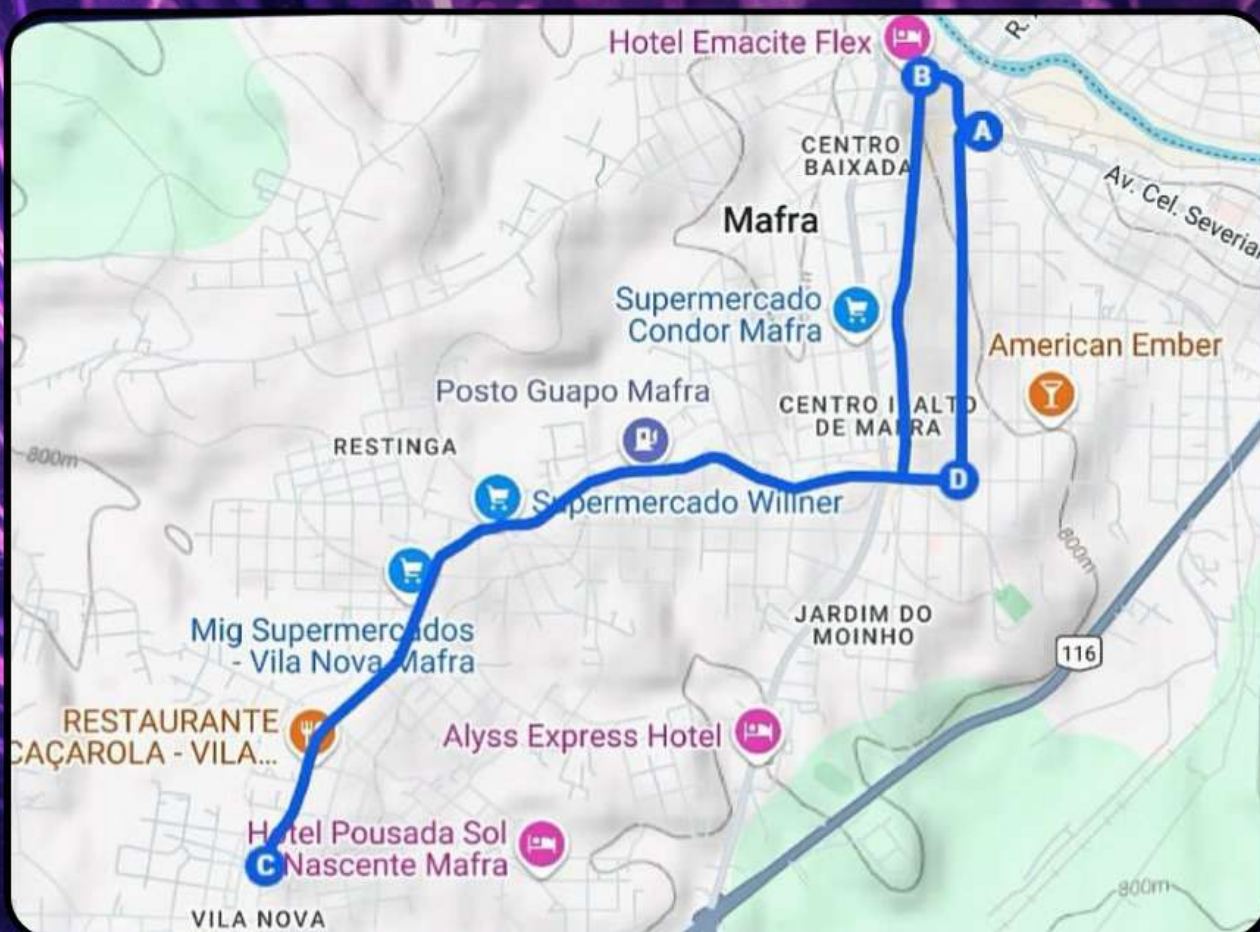 R.
Hotel Emacite Flex
B
A
CENTRO
BAIXADA
Av. Cel. Severia
Mafra
Supermercado
Condor Mafra
American Ember
Posto Guapo Mafra
CENTRO I ALTO
DE MAFRA
RESTINGA
800m
D
Supermercado Willner
800m
JARDIM DO
MOINHO
Mig Supermercados
- Vila Nova Mafra
116
RESTAURANTE
CAÇAROLA - VILA...
Alyss Express Hotel
Hotel Pousada Sol
Nascente Mafra
C
800m
VILA NOVA